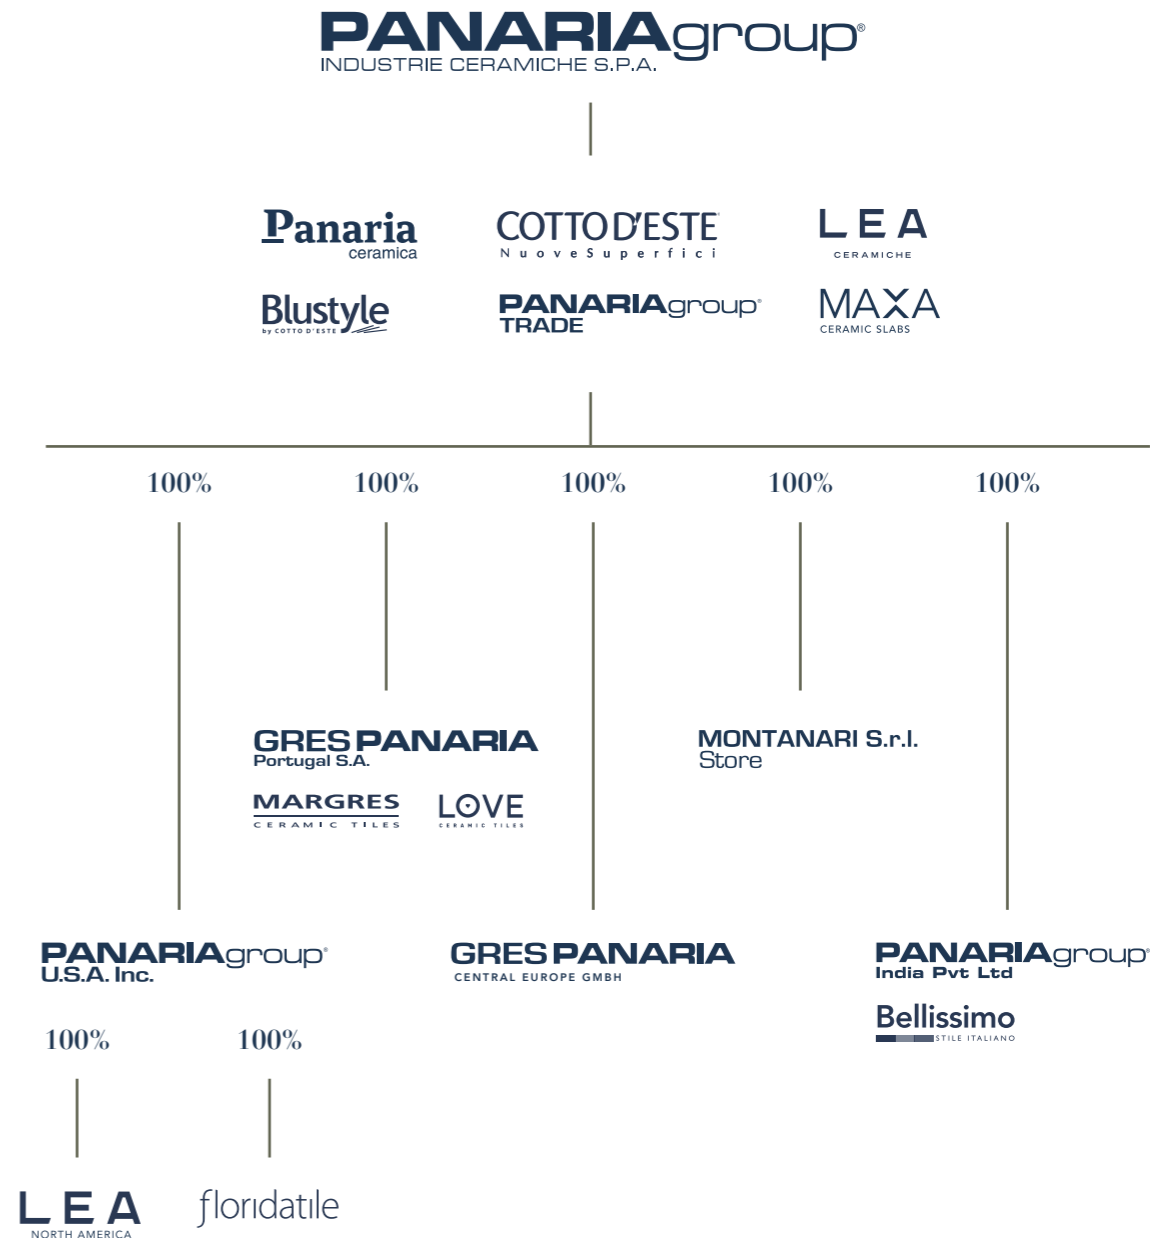 PANARIAgroup®
INDUSTRIE CERAMICHE S.P.A.
Panaria
ceramica
COTTO D'ESTE
NuoveSuperfici
LEA
CERAMICHE
Blustyle
by COTTO D'ESTE
PANARIAgroup®
TRADE
MAXA
CERAMIC SLABS
100% 100% 100% 100% 100%
GRES PANARIA
Portugal S.A.
MARGRES
CERAMIC TILES
LOVE
CERAMIC TILES
MONTANARI S.r.l.
Store
PANARIAgroup®
U.S.A. Inc.
GRES PANARIA
CENTRAL EUROPE GMBH
PANARIAgroup®
India Pvt Ltd
Bellissimo
STILE ITALIANO
100% 100%
LEA
NORTH AMERICA
floridatile